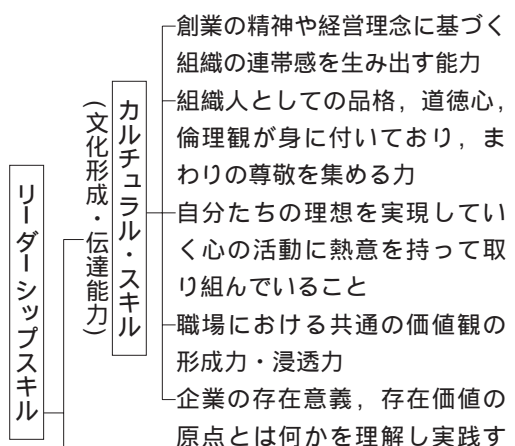 リーダーシップスキル
カルチュラル・スキル
(文化形成・伝達能力)
創業の精神や経営理念に基づく
組織の連帯感を生み出す能力
組織人としての品格，道徳心，
倫理観が身に付いており，ま
わりの尊敬を集める力
自分たちの理想を実現してい
く心の活動に熱意を持って取
り組んでいること
職場における共通の価値観の
形成力・浸透力
企業の存在意義，存在価値の
原点とは何かを理解し実践す